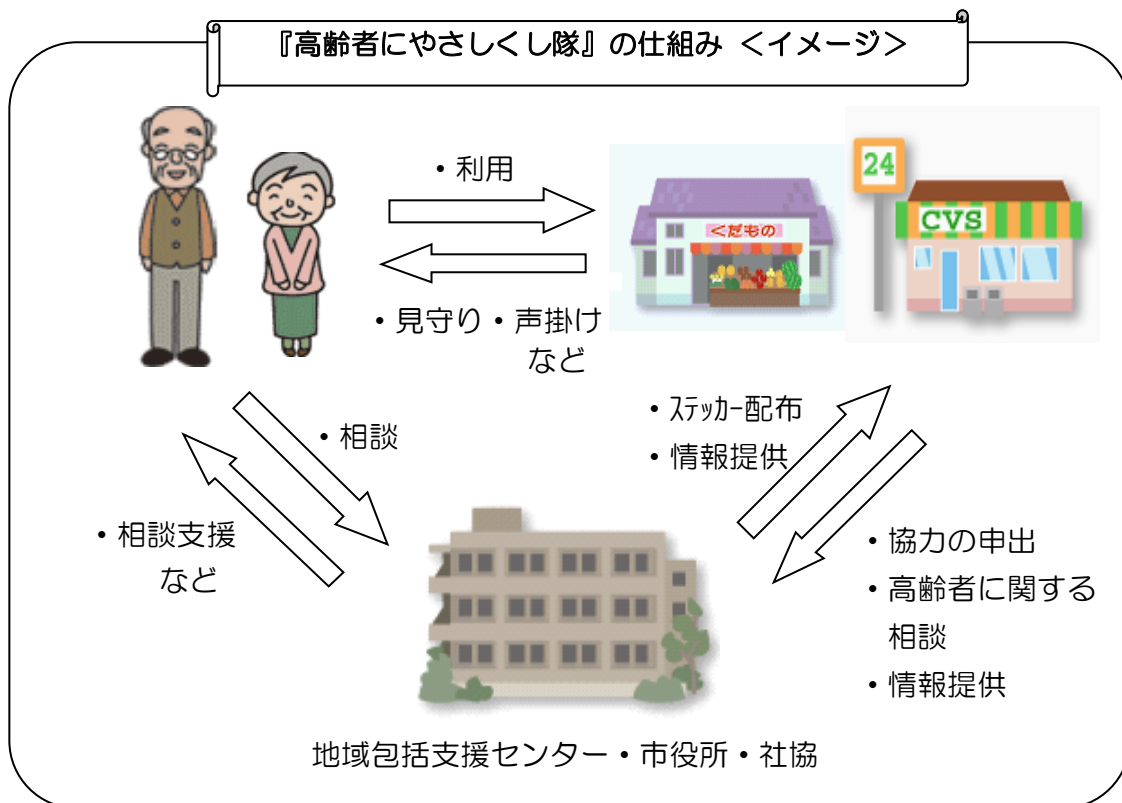 『高齢者にやさしくし隊』の仕組み <イメージ>
・利用
くだもの
24
CVS
・見守り・声掛け
など
・ｽﾃｯｶｰ配布
・情報提供
・相談
・相談支援
など
・協力の申出
・高齢者に関する
相談
・情報提供
地域包括支援センター・市役所・社協